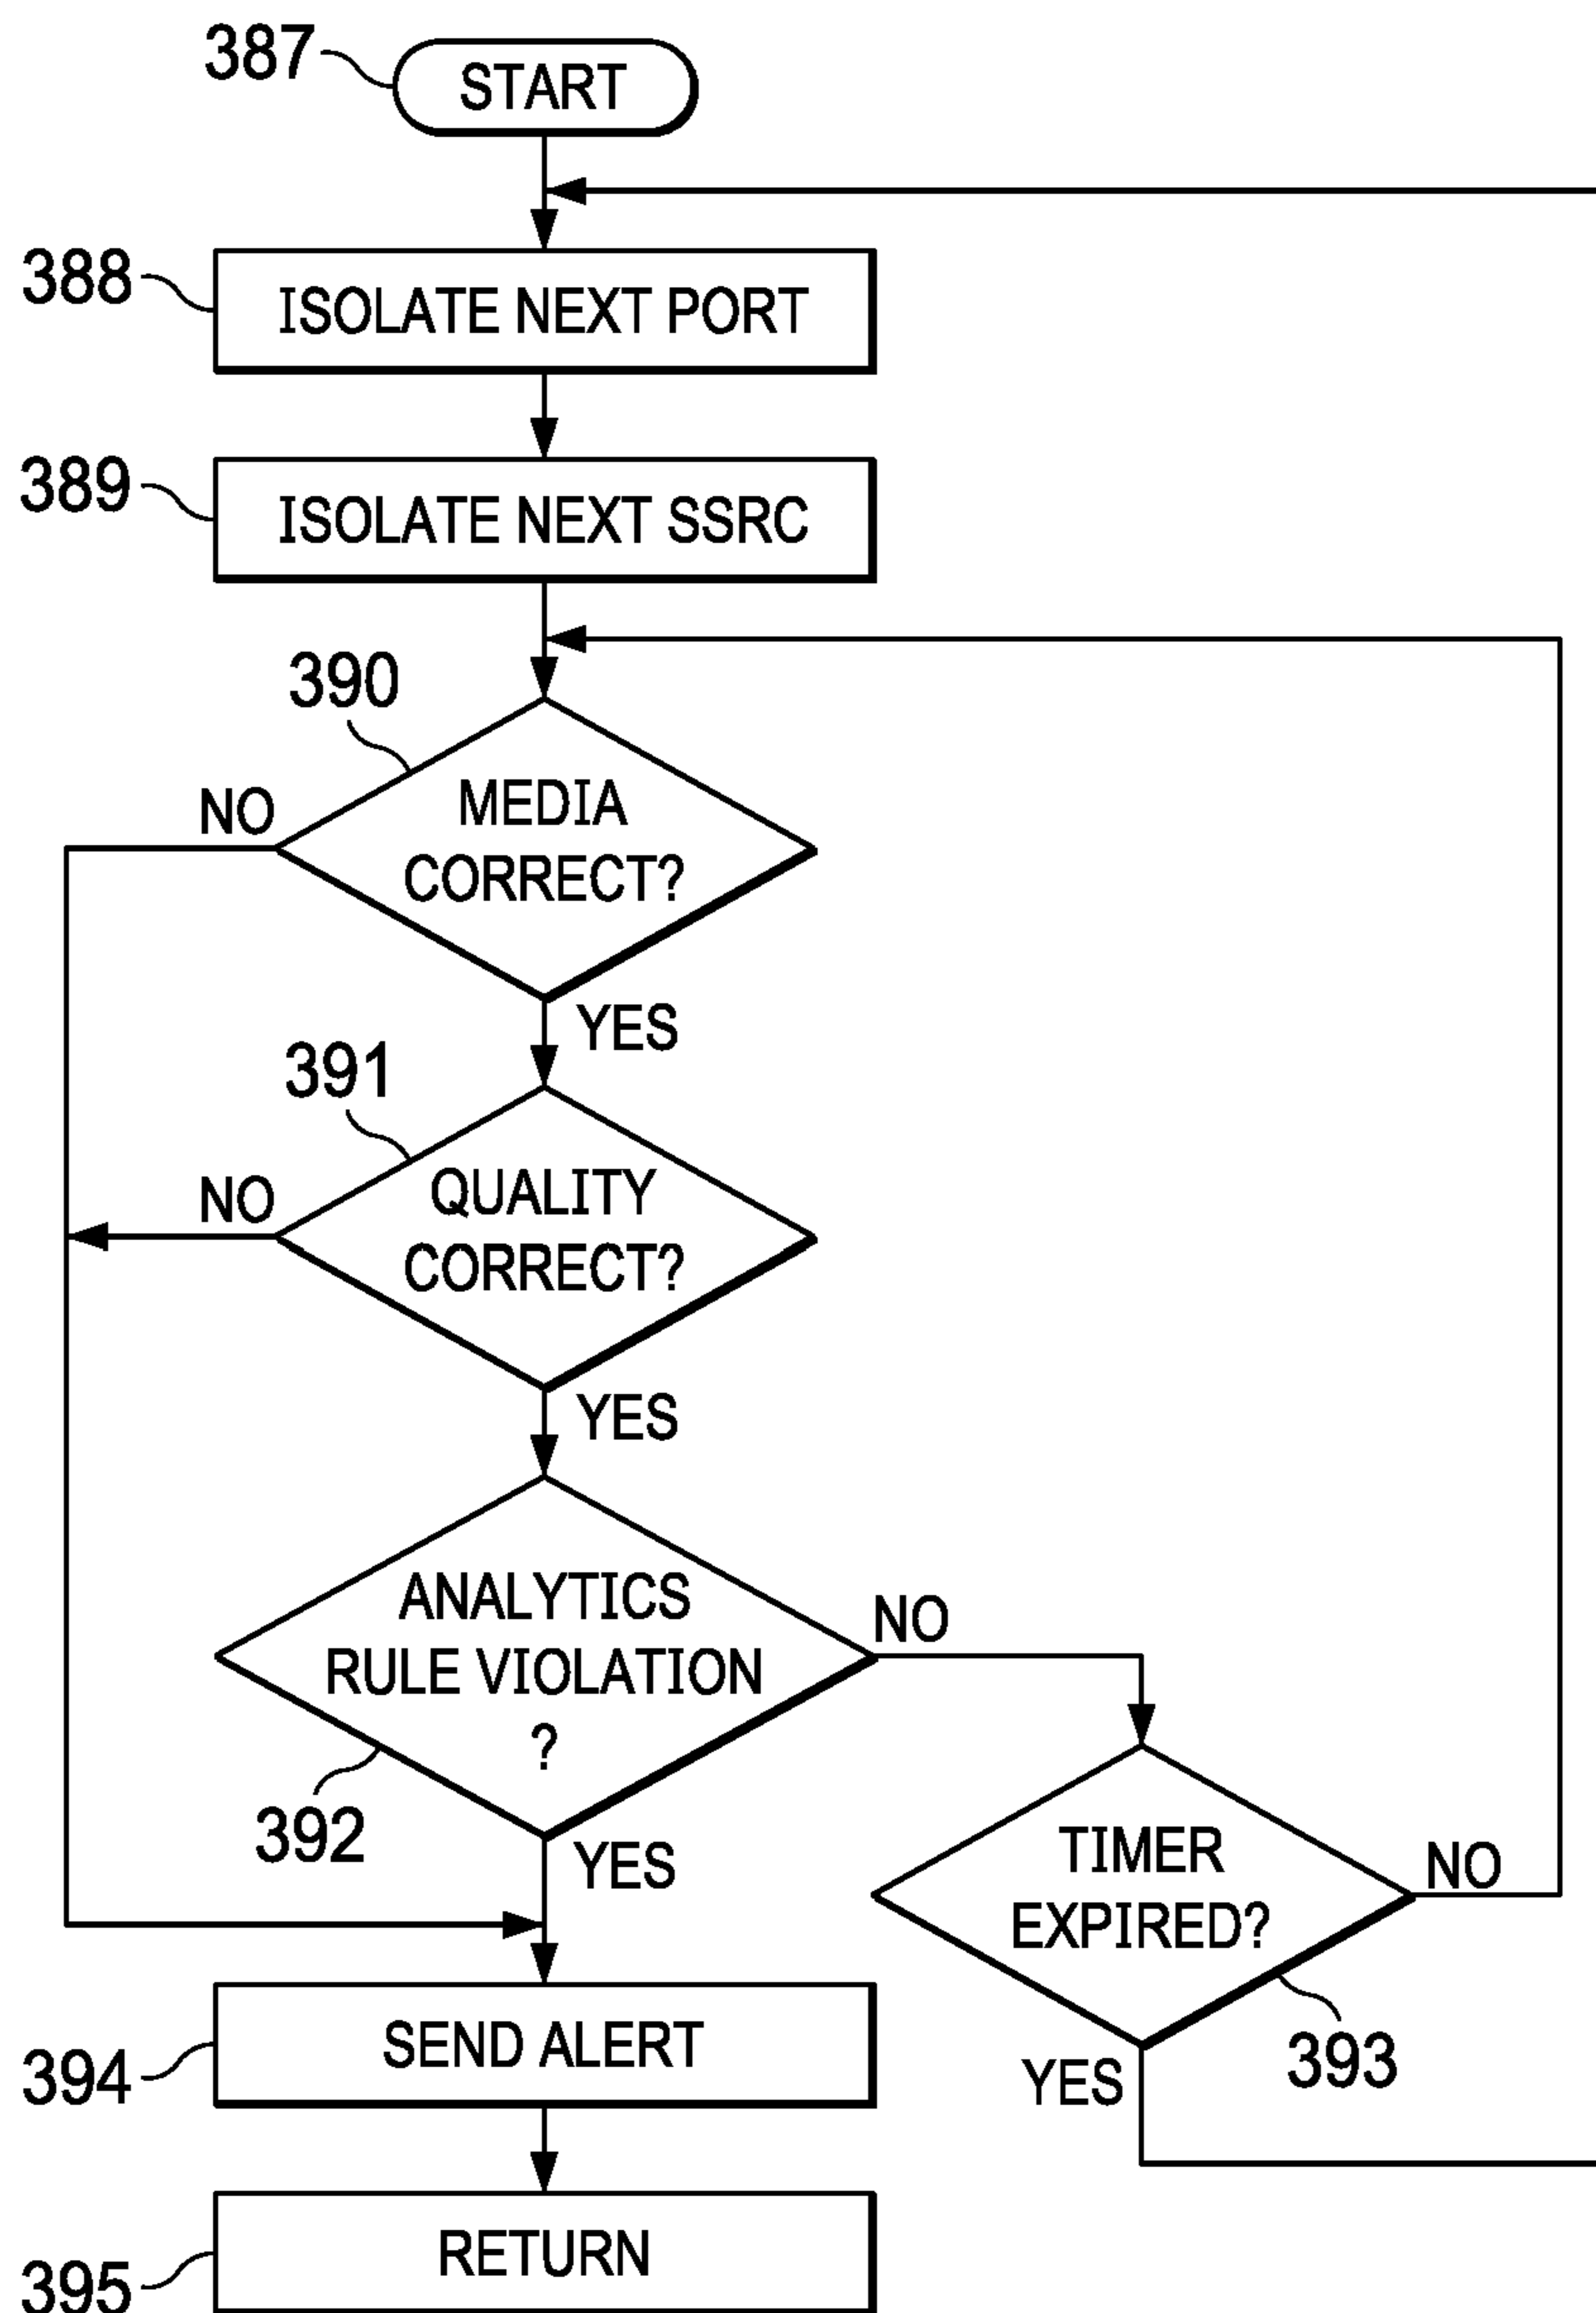 387
START
388
ISOLATE NEXT PORT
389
ISOLATE NEXT SSRC
390
NO
MEDIA
CORRECT?
YES
391
NO
QUALITY
CORRECT?
YES
ANALYTICS
RULE VIOLATION
?
NO
392
YES
TIMER
EXPIRED?
NO
393
YES
394
SEND ALERT
395
RETURN